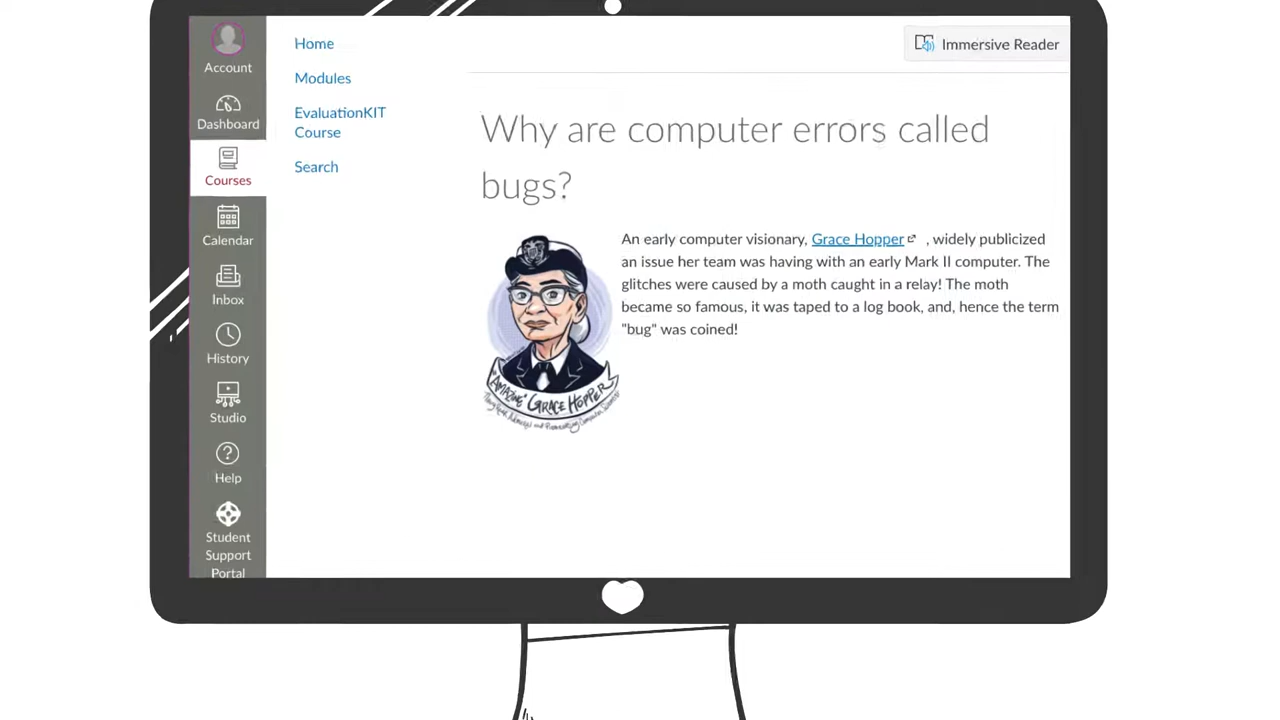 Account
Dashboard
Courses
Calendar
Inbox
History
Studio
Help
Student
Support
Portal
Home
Modules
EvaluationKIT
Course
Search
Immersive Reader
Why are computer errors called
bugs?
An early computer visionary, Grace Hopper , widely publicized
an issue her team was having with an early Mark II computer. The
glitches were caused by a moth caught in a relay! The moth
became so famous, it was taped to a log book, and, hence the term
"bug" was coined!
"AMAZING" GRACE HOPPER